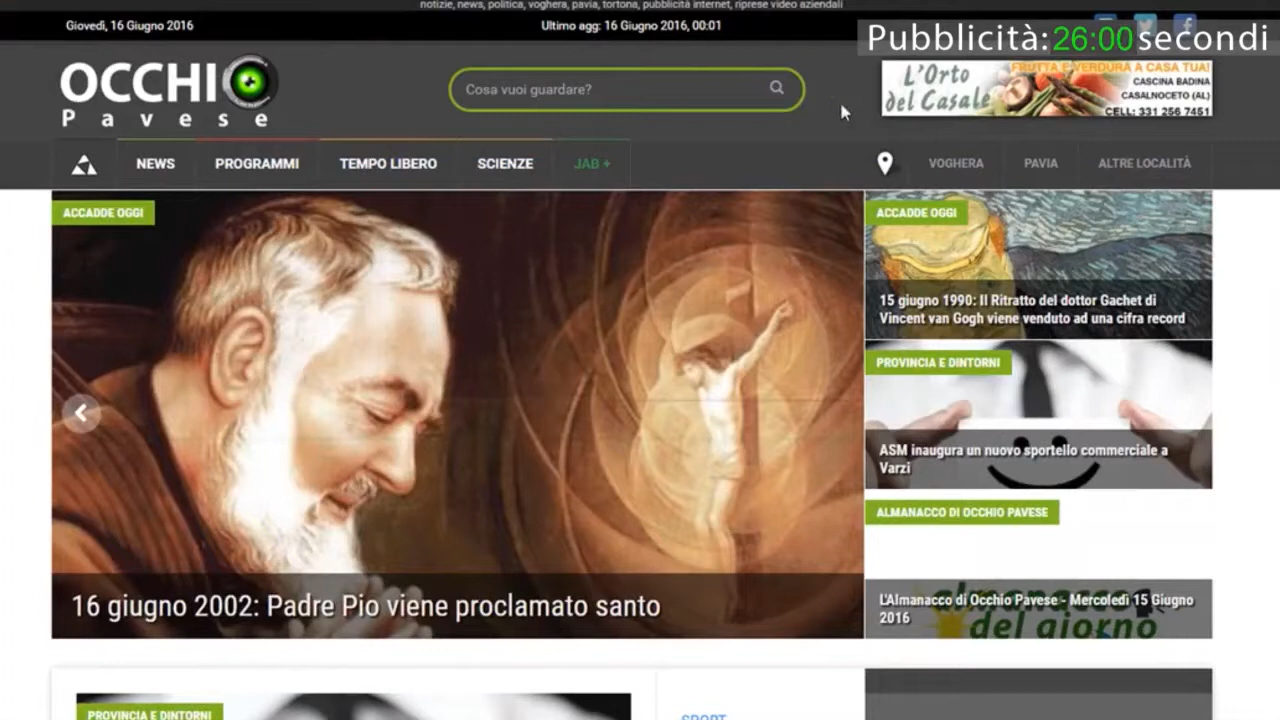 notizie, news, politica, voghera, pavia, tortona, pubblicità internet, riprese video aziendali
Giovedì, 16 Giugno 2016
Ultimo agg: 16 Giugno 2016, 00:01
Pubblicità: 26:00 secondi
OCCHIO
Pavese
Cosa vuoi guardare?
L'Orto
del Casale
FRUTTA E VERDURA A CASA TUA!
CASCINA BADINA
CASALNOCETO (AL)
CELL: 331 256 7451
NEWS
PROGRAMMI
TEMPO LIBERO
SCIENZE
JAB +
VOGHERA
PAVIA
ALTRE LOCALITÀ
ACCADDE OGGI
16 giugno 2002: Padre Pio viene proclamato santo
ACCADDE OGGI
15 giugno 1990: Il Ritratto del dottor Gachet di
Vincent van Gogh viene venduto ad una cifra record
PROVINCIA E DINTORNI
ASM inaugura un nuovo sportello commerciale a
Varzi
ALMANACCO DI OCCHIO PAVESE
L'Almanacco di Occhio Pavese - Mercoledì 15 Giugno
2016
almanacco
del giorno
PROVINCIA E DINTORNI
SPORT